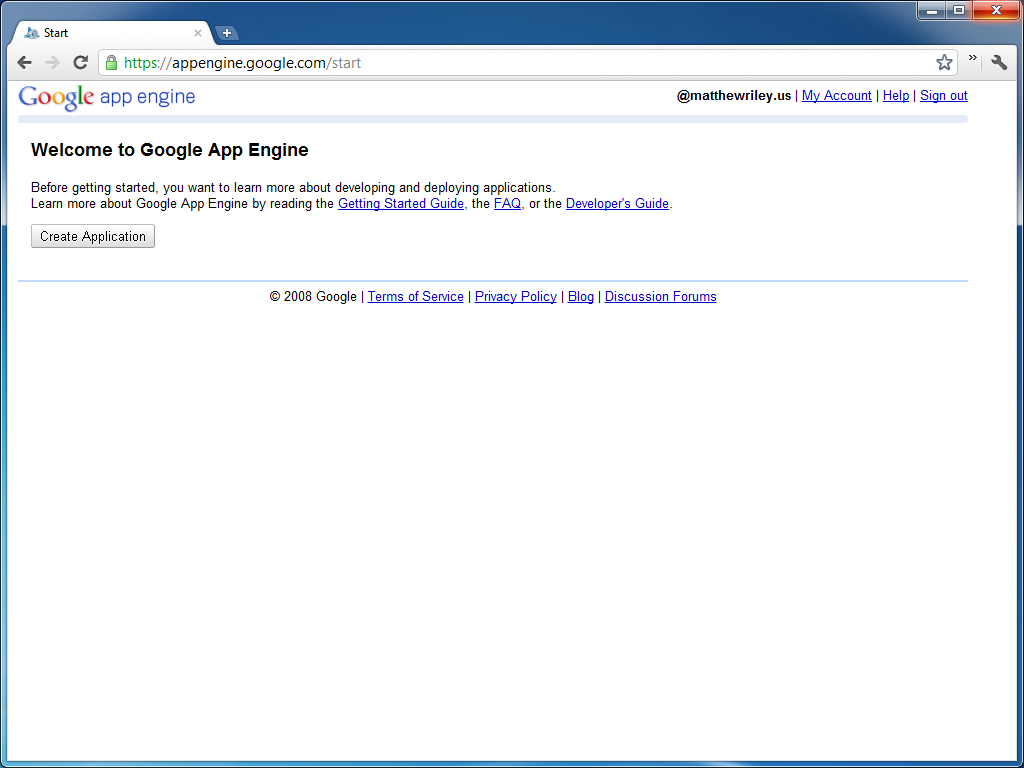 Start
https://appengine.google.com/start
Google app engine
@matthewriley.us | My Account | Help | Sign out
Welcome to Google App Engine
Before getting started, you want to learn more about developing and deploying applications.
Learn more about Google App Engine by reading the Getting Started Guide, the FAQ, or the Developer's Guide.
Create Application
© 2008 Google | Terms of Service | Privacy Policy | Blog | Discussion Forums